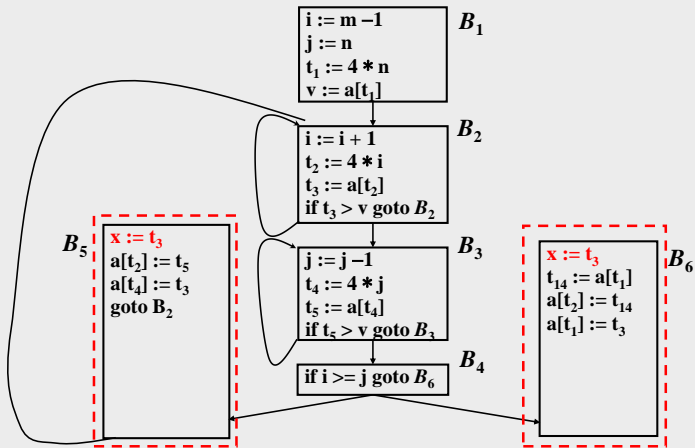 B₁
i := m −1
j := n
t₁ := 4 * n
v := a[t₁]
B₂
i := i + 1
t₂ := 4 * i
t₃ := a[t₂]
if t₃ > v goto B₂
B₅
x := t₃
a[t₂] := t₅
a[t₄] := t₃
goto B₂
B₃
j := j −1
t₄ := 4 * j
t₅ := a[t₄]
if t₅ > v goto B₃
B₄
if i >= j goto B₆
B₆
x := t₃
t₁₄ := a[t₁]
a[t₂] := t₁₄
a[t₁] := t₃